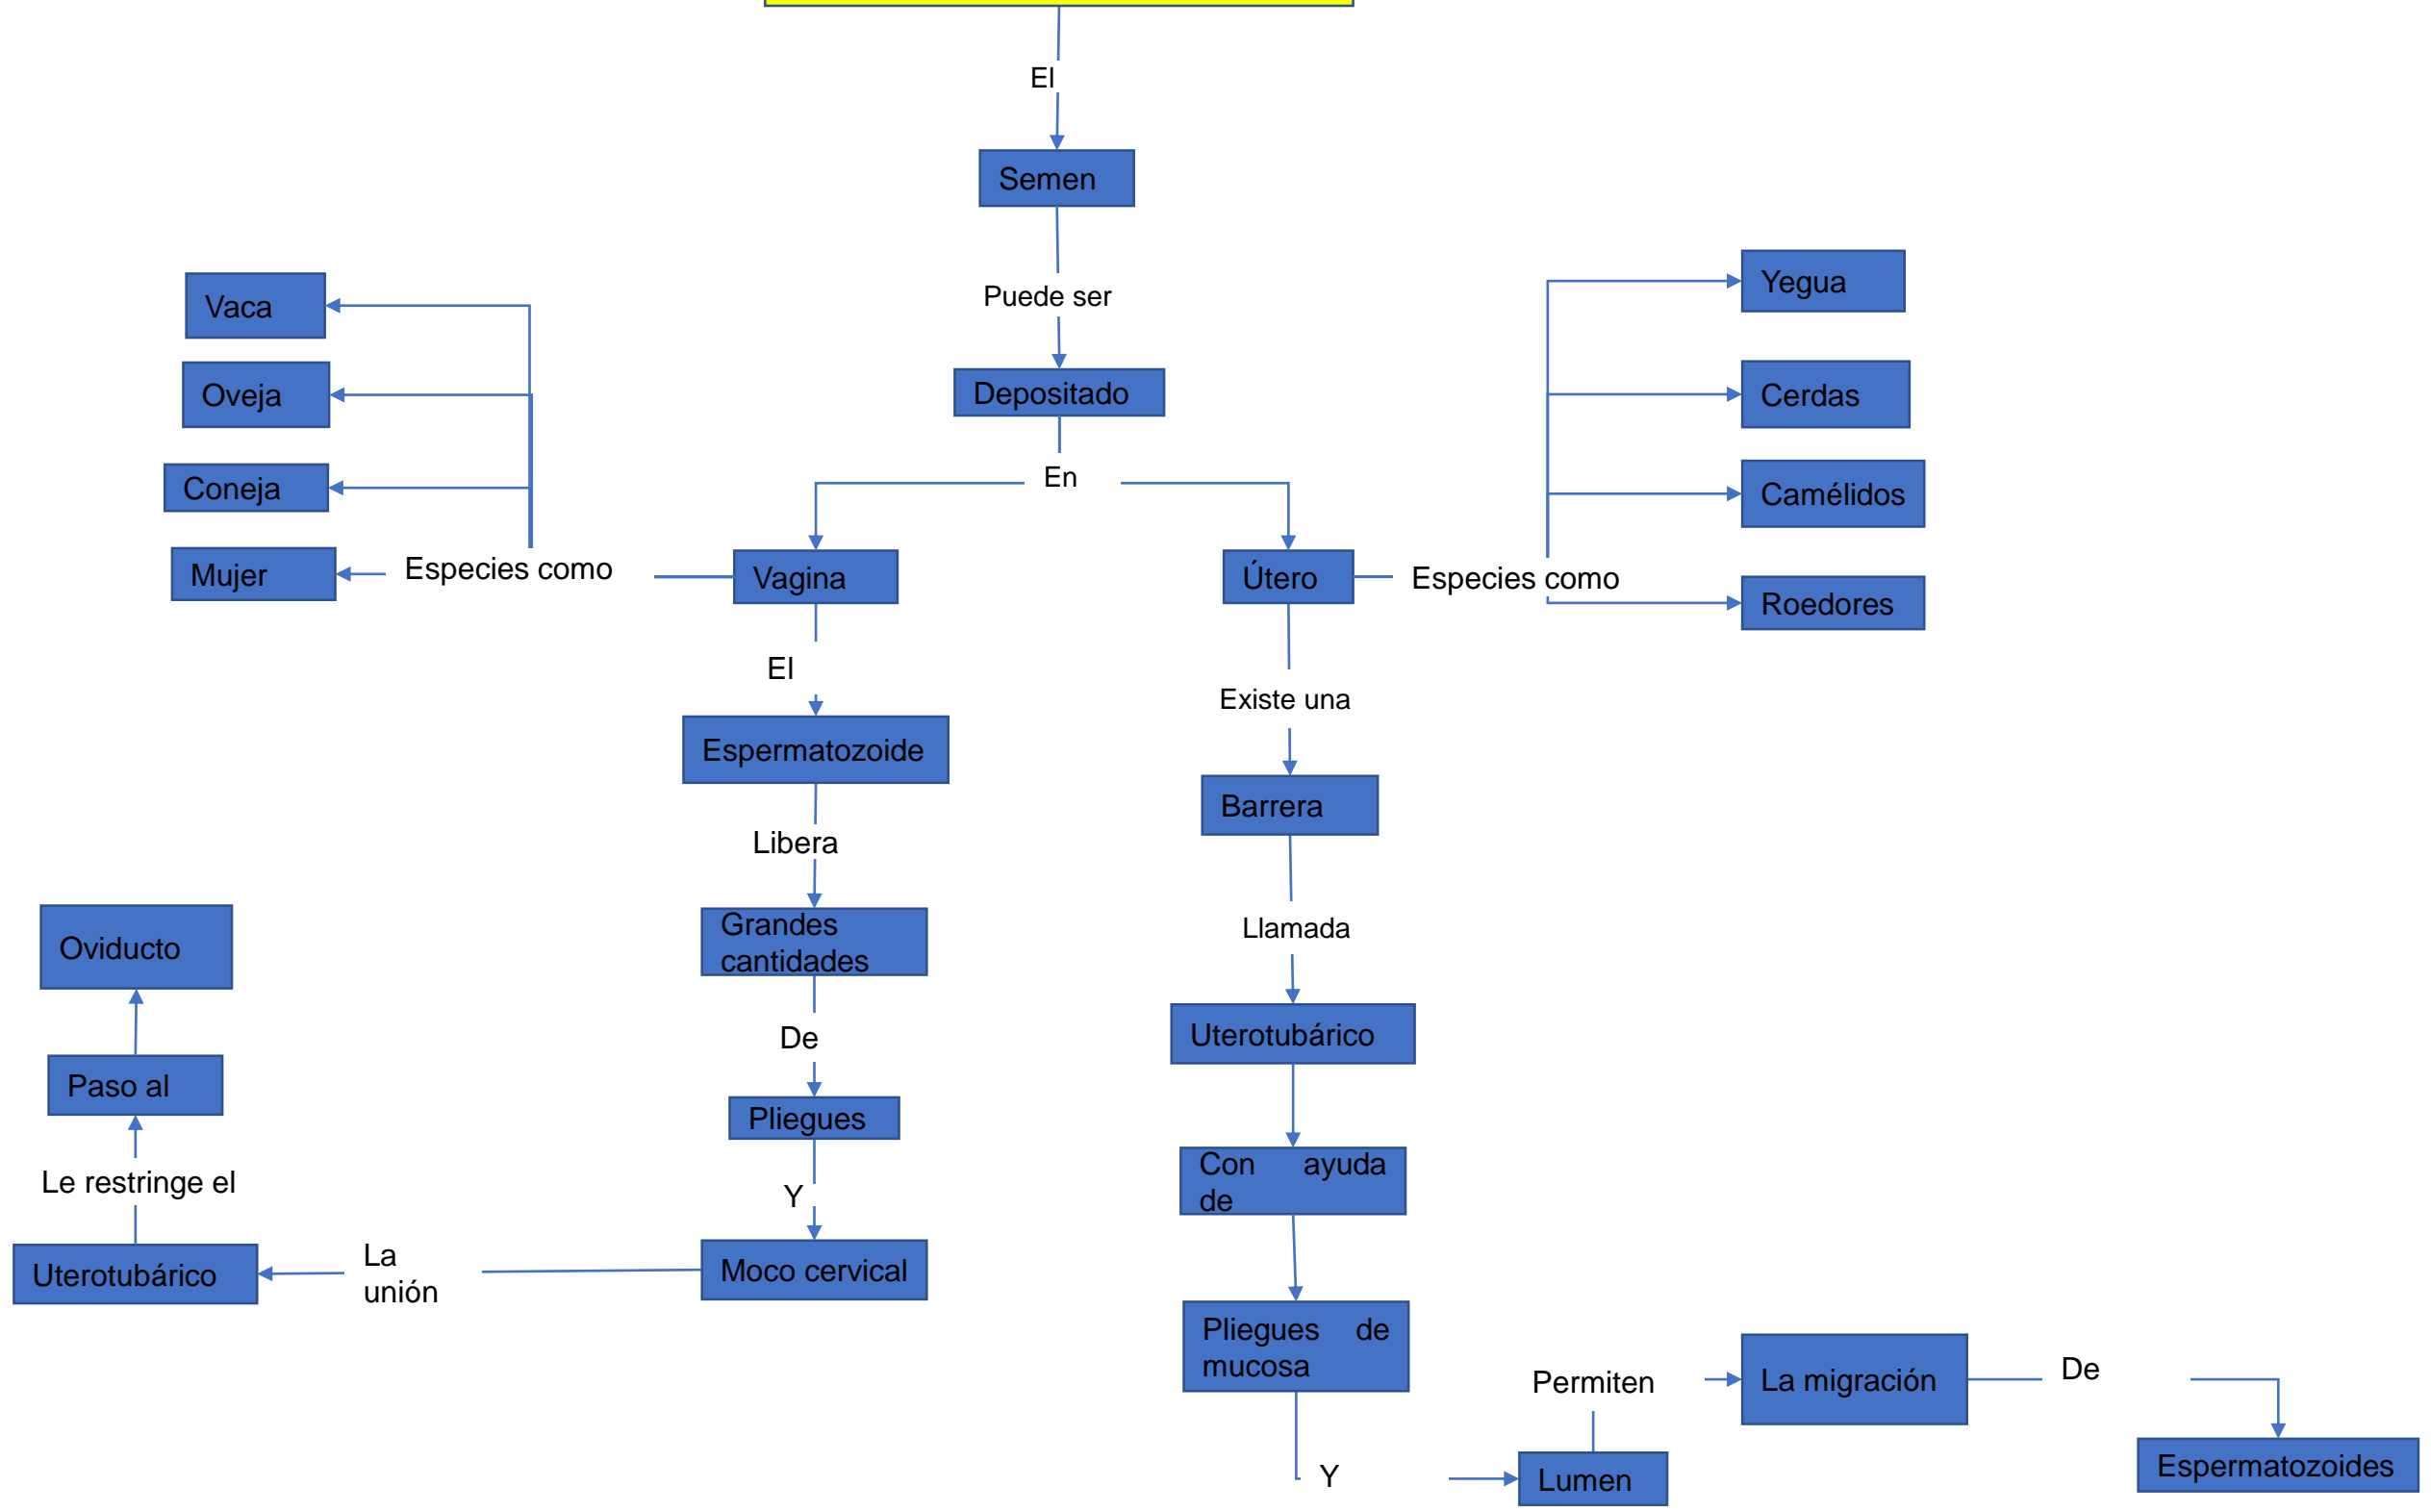 El
Semen
Puede ser
Depositado
En
Vaca
Oveja
Coneja
Mujer
Especies como
Vagina
Útero
Especies como
Yegua
Cerdas
Camélidos
Roedores
El
Espermatozoide
Libera
Grandes
cantidades
De
Pliegues
Y
Moco cervical
La
unión
Uterotubárico
Le restringe el
Paso al
Oviducto
Existe una
Barrera
Llamada
Uterotubárico
Con ayuda
de
Pliegues de
mucosa
Y
Lumen
Permiten
La migración
De
Espermatozoides